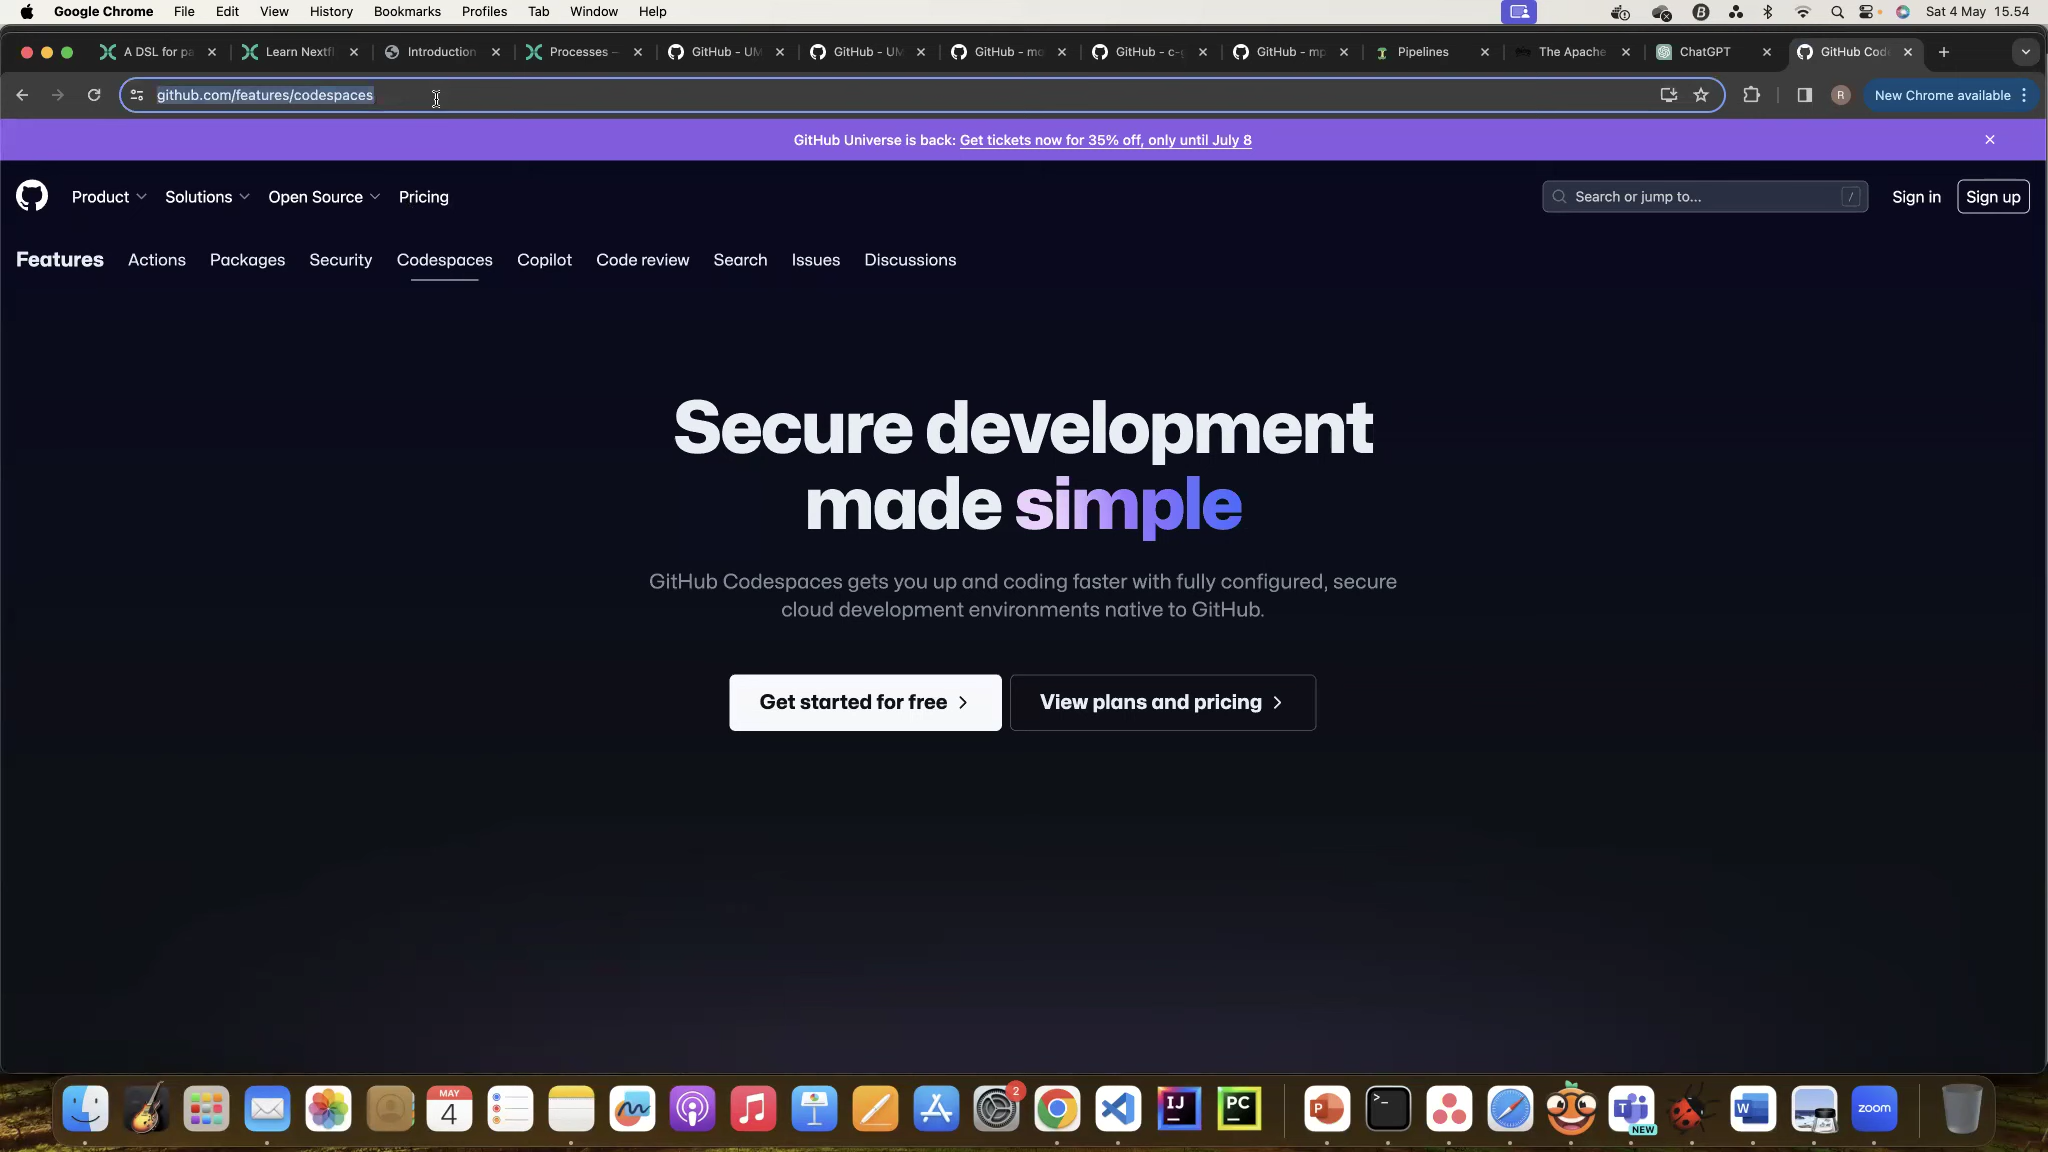 Google Chrome File Edit View History Bookmarks Profiles Tab Window Help Sat 4 May 15.54
A DSL for pa Learn Nextfl Introduction Processes – GitHub - UM GitHub - UM GitHub - mo GitHub - c-g GitHub - mp Pipelines The Apache ChatGPT GitHub Cod
github.com/features/codespaces R New Chrome available
GitHub Universe is back: Get tickets now for 35% off, only until July 8
Product Solutions Open Source Pricing Search or jump to... / Sign in Sign up
Features Actions Packages Security Codespaces Copilot Code review Search Issues Discussions
Secure development
made simple
GitHub Codespaces gets you up and coding faster with fully configured, secure
cloud development environments native to GitHub.
Get started for free View plans and pricing
MAY
4
2
IJ
PC
P
>_
T
NEW
W
zoom